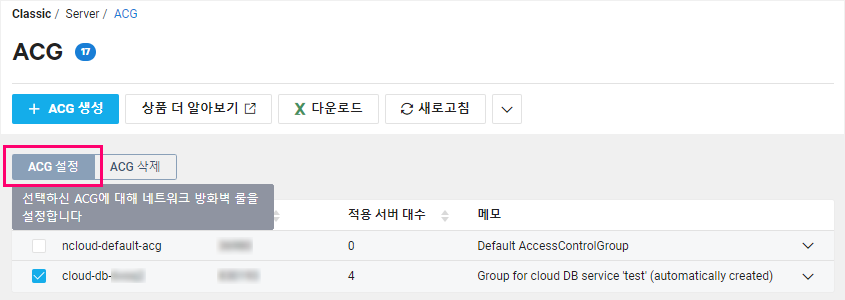 Classic / Server / ACG
ACG 17
+ ACG 생성 상품 더 알아보기 다운로드 새로고침
ACG 설정 ACG 삭제
선택하신 ACG에 대해 네트워크 방화벽 룰을
설정합니다
적용 서버 대수 메모
ncloud-default-acg 0 Default AccessControlGroup
cloud-db- 4 Group for cloud DB service 'test' (automatically created)